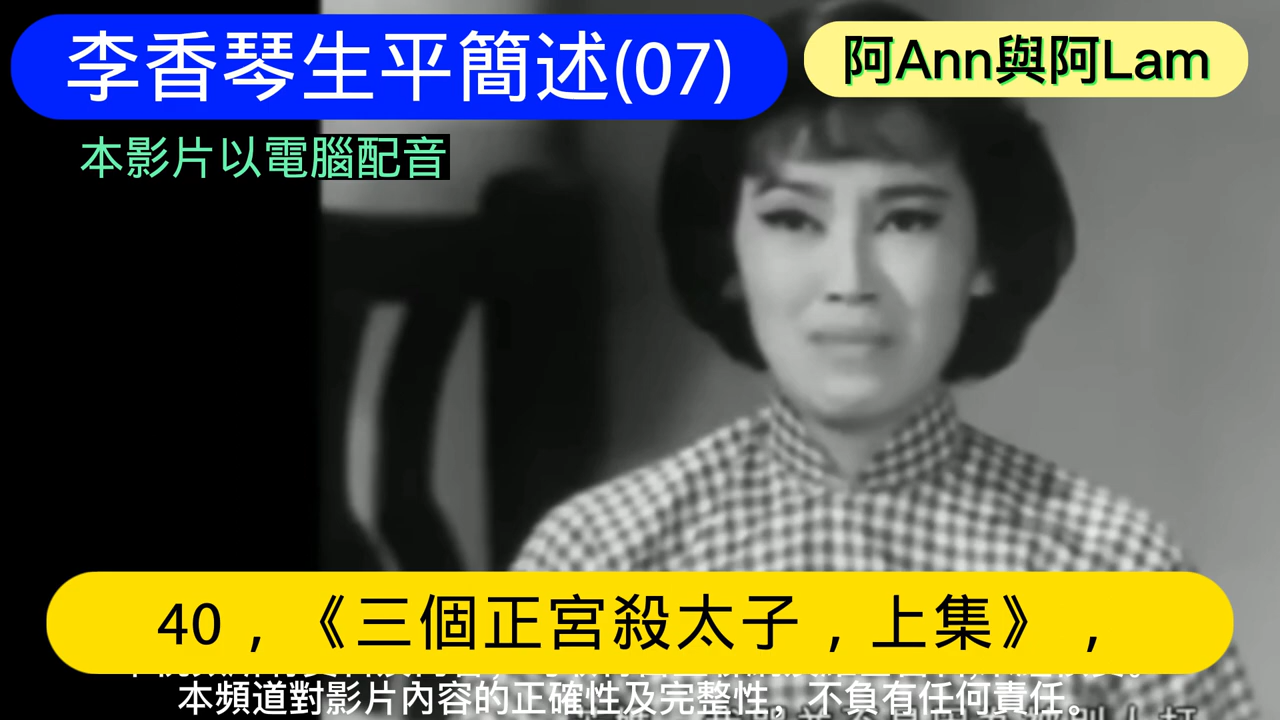 李香琴生平簡述(07)
阿Ann與阿Lam
本影片以電腦配音
40，《三個正宮殺太子，上集》，
本頻道對影片內容的正確性及完整性，不負有任何責任。